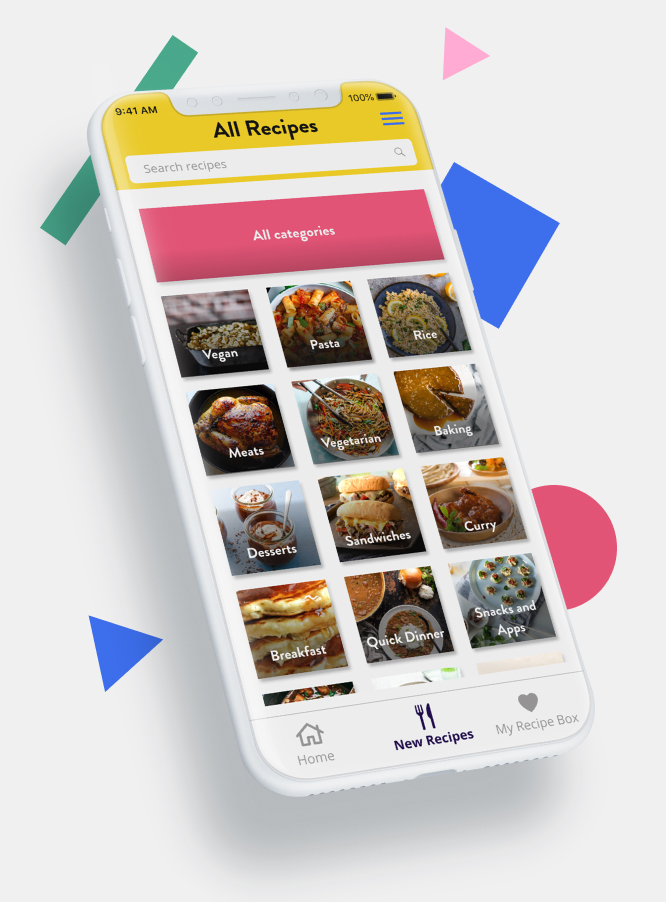 9:41 AM
100%
All Recipes
Search recipes
All categories
Vegan
Pasta
Rice
Meats
Vegetarian
Baking
Desserts
Sandwiches
Curry
Breakfast
Quick Dinner
Snacks and
Apps
Home
New Recipes
My Recipe Box